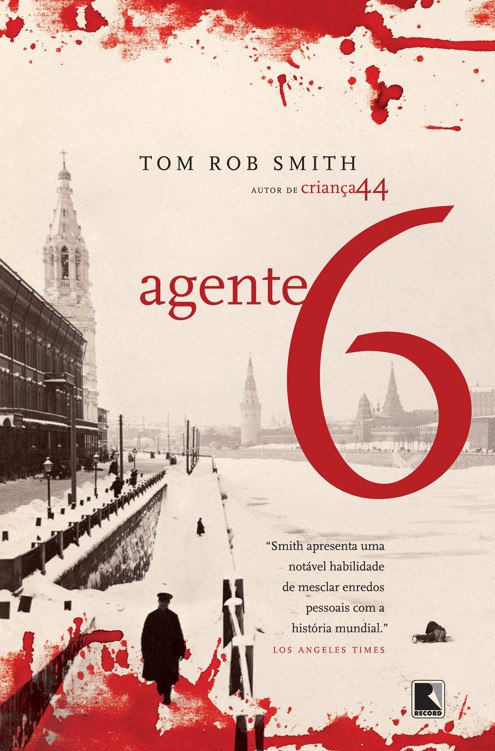 TOM ROB SMITH
AUTOR DE criança44
agente
6
“Smith apresenta uma
notável habilidade
de mesclar enredos
pessoais com a
história mundial.”
LOS ANGELES TIMES
R
RECORD